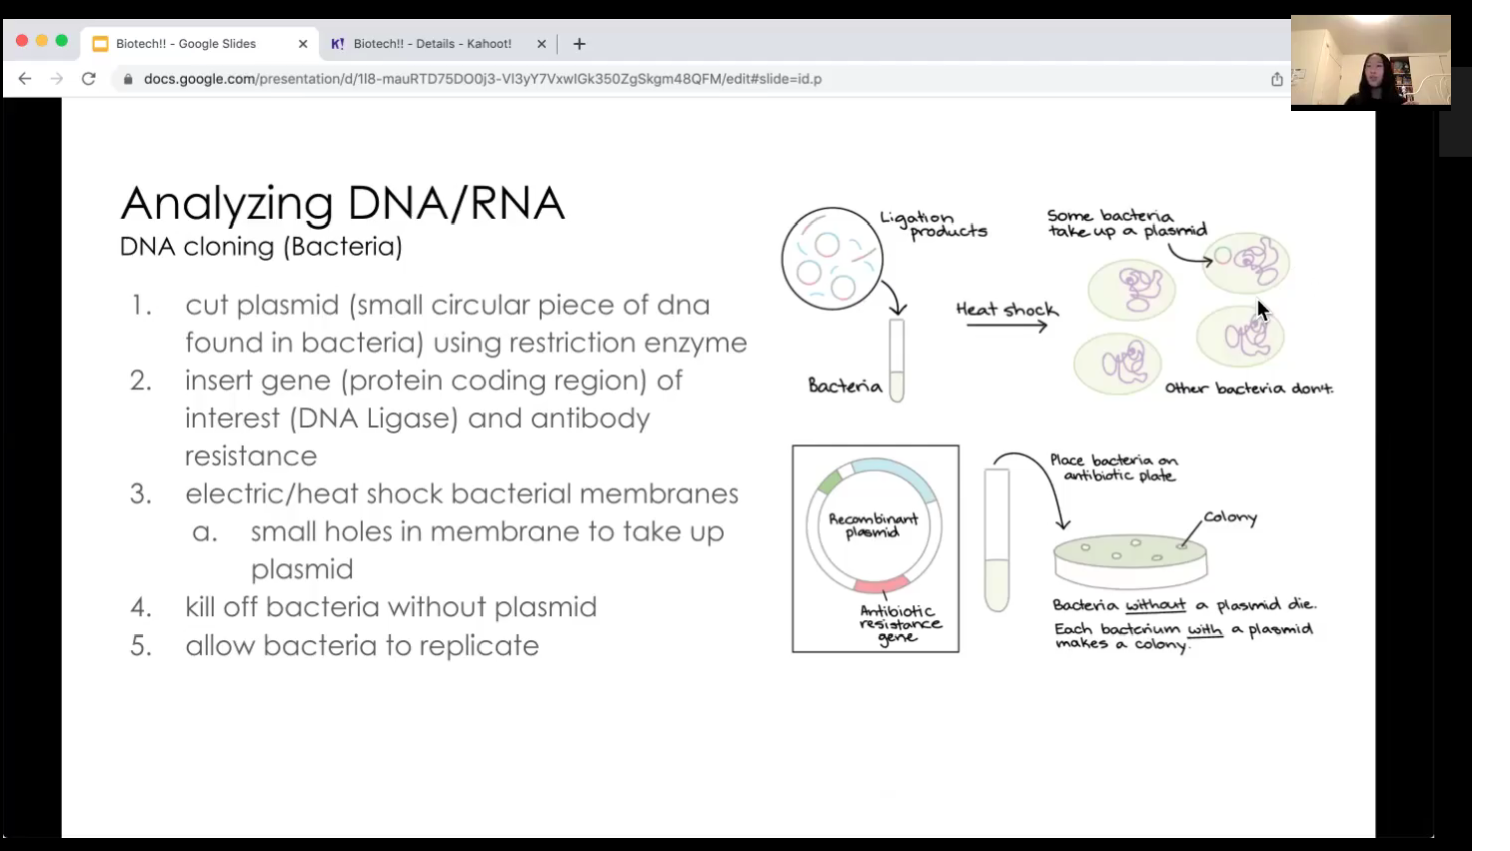 Biotech!! - Google Slides
K! Biotech!! - Details - Kahoot!
docs.google.com/presentation/d/1I8-mauRTD75DO0j3-VI3yY7VxwIGk350ZgSkgm48QFM/edit#slide=id.p
Analyzing DNA/RNA
DNA cloning (Bacteria)
1. cut plasmid (small circular piece of dna
found in bacteria) using restriction enzyme
2. insert gene (protein coding region) of
interest (DNA Ligase) and antibody
resistance
3. electric/heat shock bacterial membranes
a. small holes in membrane to take up
plasmid
4. kill off bacteria without plasmid
5. allow bacteria to replicate
Ligation
products
Bacteria
Heat shock
Some bacteria
take up a plasmid
Other bacteria don't.
Recombinant
plasmid
Antibiotic
resistance
gene
Place bacteria on
antibiotic plate
Colony
Bacteria without a plasmid die.
Each bacterium with a plasmid
makes a colony.